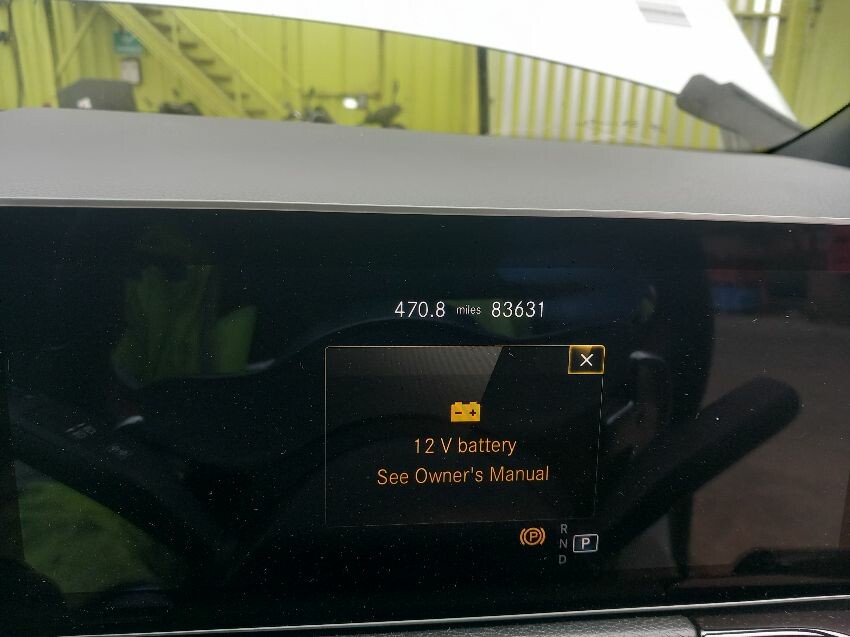 470.8 miles 83631
12 V battery
See Owner's Manual
P
R
N P
D